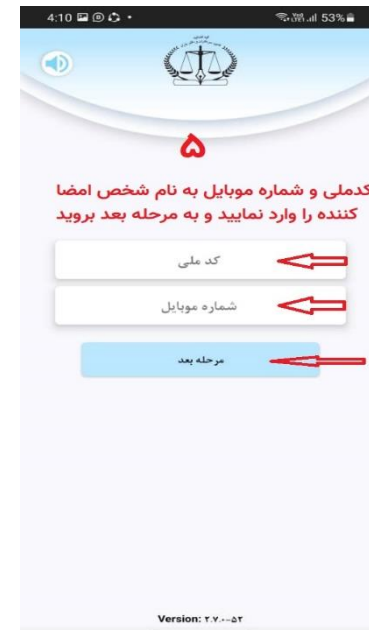 4:10
53%
۵
کدملی و شماره موبایل به نام شخص امضا
کننده را وارد نمایید و به مرحله بعد بروید
کد ملی
شماره موبایل
مرحله بعد
Version: ۲.۷.۰-۵۲